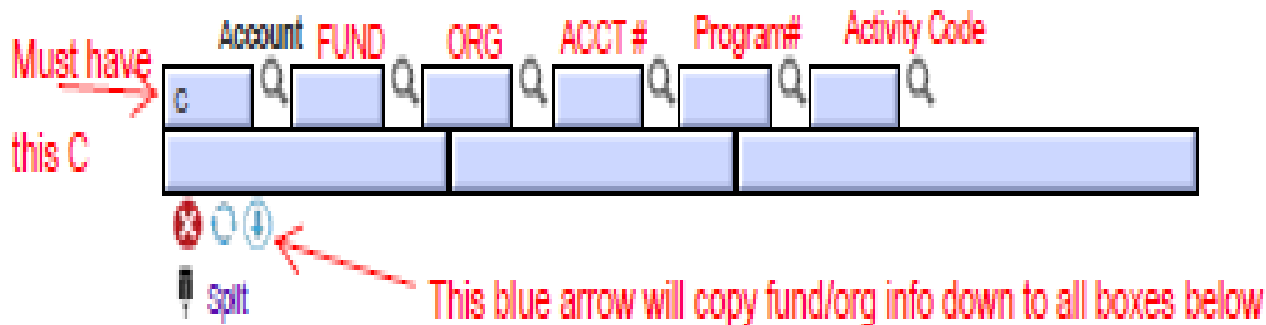 Account FUND ORG ACCT # Program# Activity Code
Must have
C
this C
Split
This blue arrow will copy fund/org info down to all boxes below